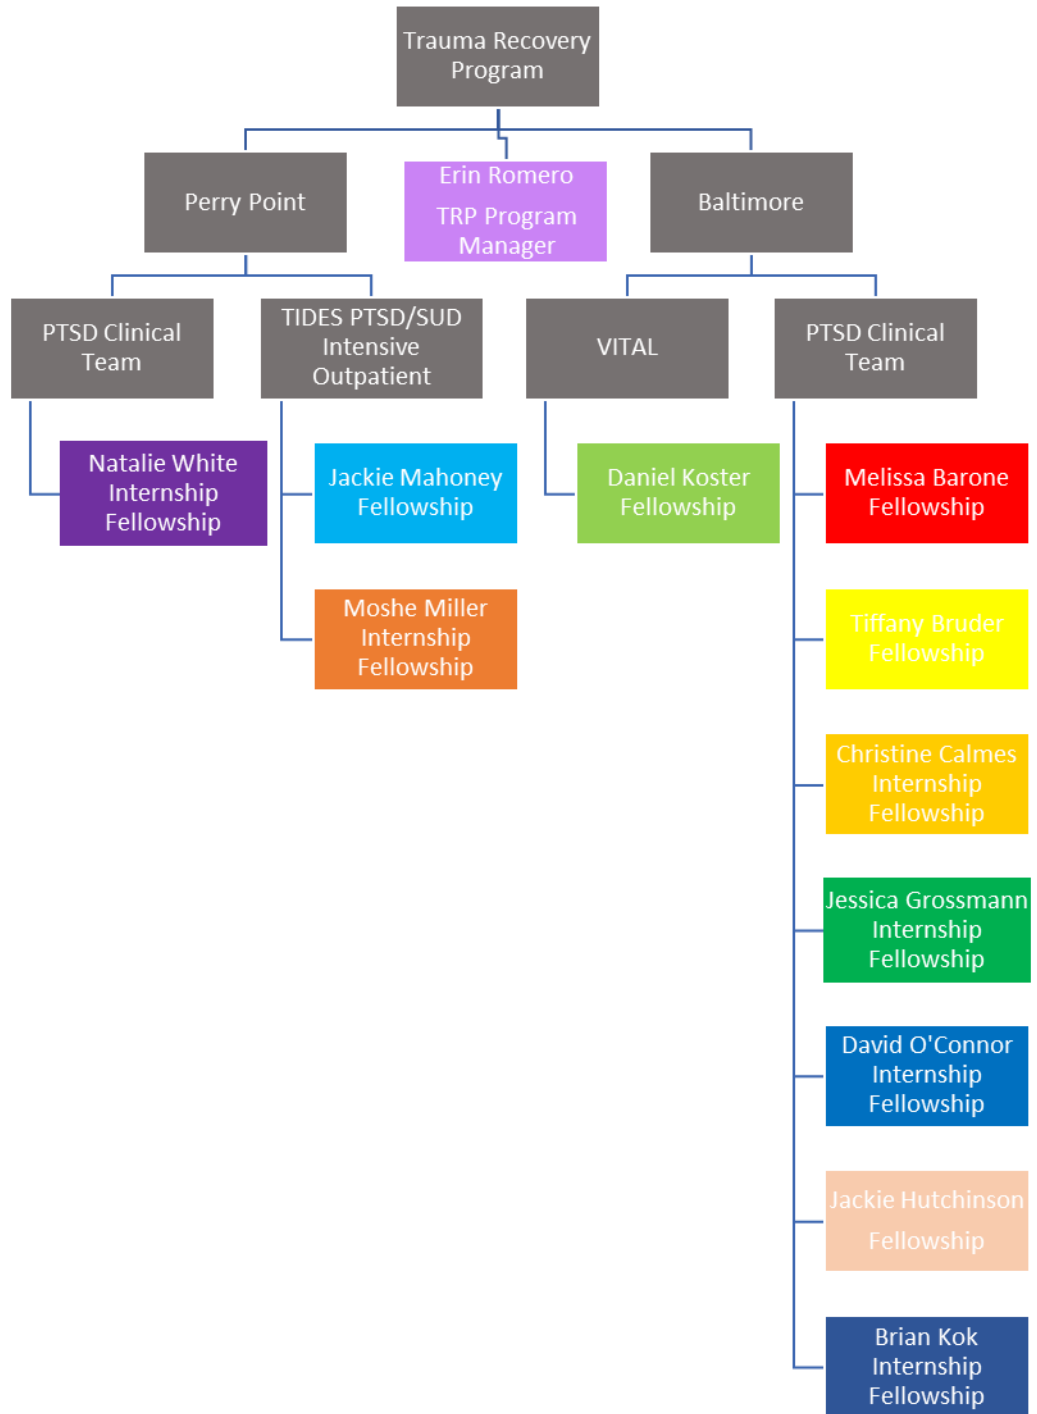 Trauma Recovery
Program
Perry Point
Erin Romero
TRP Program
Manager
Baltimore
PTSD Clinical
Team
TIDES PTSD/SUD
Intensive
Outpatient
VITAL
PTSD Clinical
Team
Natalie White
Internship
Fellowship
Jackie Mahoney
Fellowship
Daniel Koster
Fellowship
Melissa Barone
Fellowship
Moshe Miller
Internship
Fellowship
Tiffany Bruder
Fellowship
Christine Calmes
Internship
Fellowship
Jessica Grossmann
Internship
Fellowship
David O'Connor
Internship
Fellowship
Jackie Hutchinson
Fellowship
Brian Kok
Internship
Fellowship